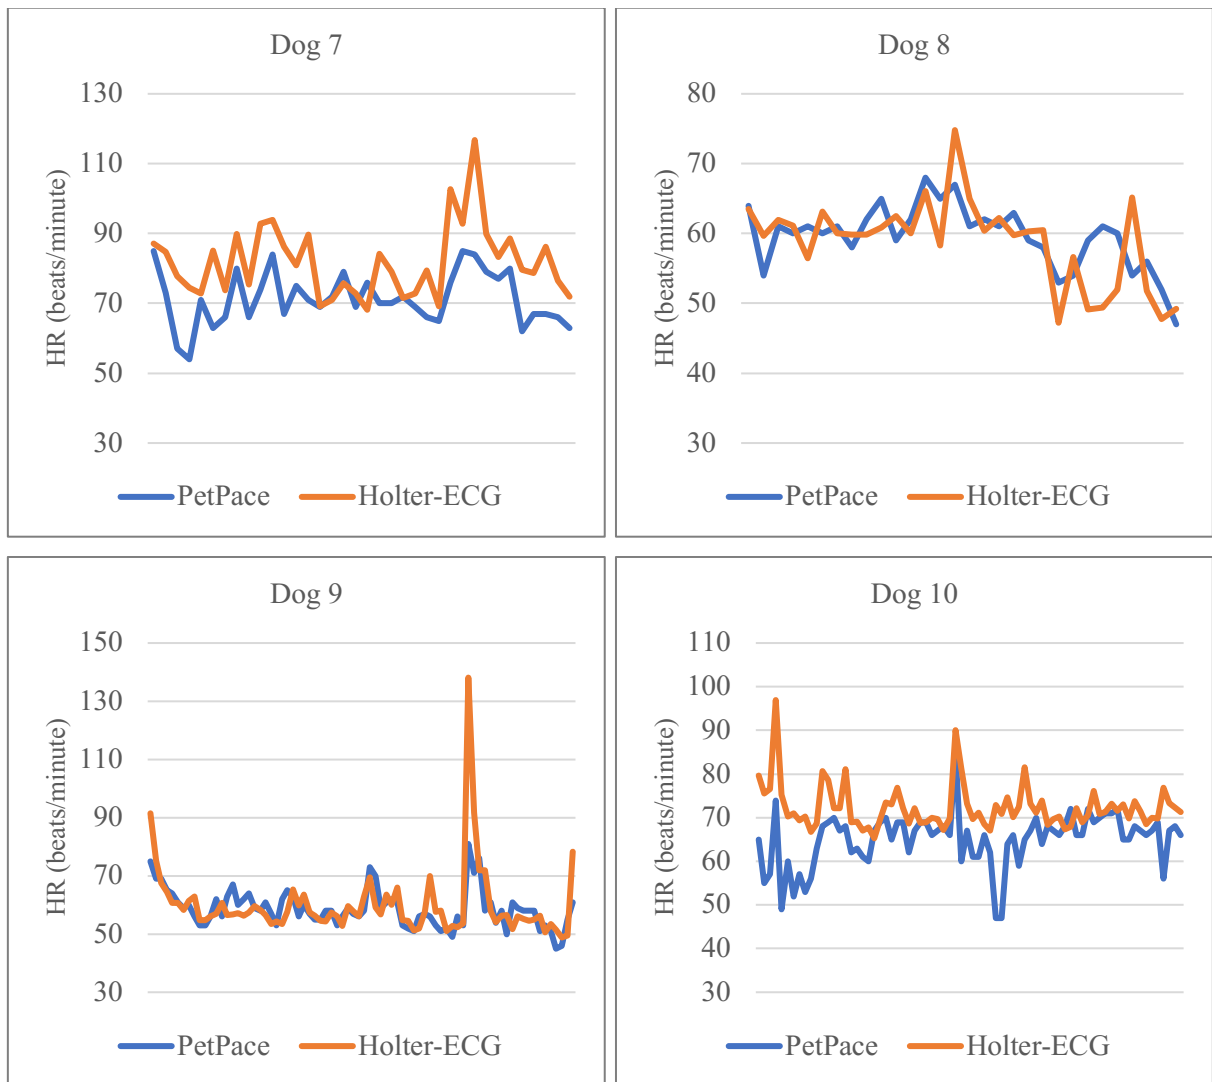 Dog 7
130
110
90
70
50
30
HR (beats/minute)
PetPace Holter-ECG
Dog 8
80
70
60
50
40
30
HR (beats/minute)
PetPace Holter-ECG
Dog 9
150
130
110
90
70
50
30
HR (beats/minute)
PetPace Holter-ECG
Dog 10
110
100
90
80
70
60
50
40
30
HR (beats/minute)
PetPace Holter-ECG